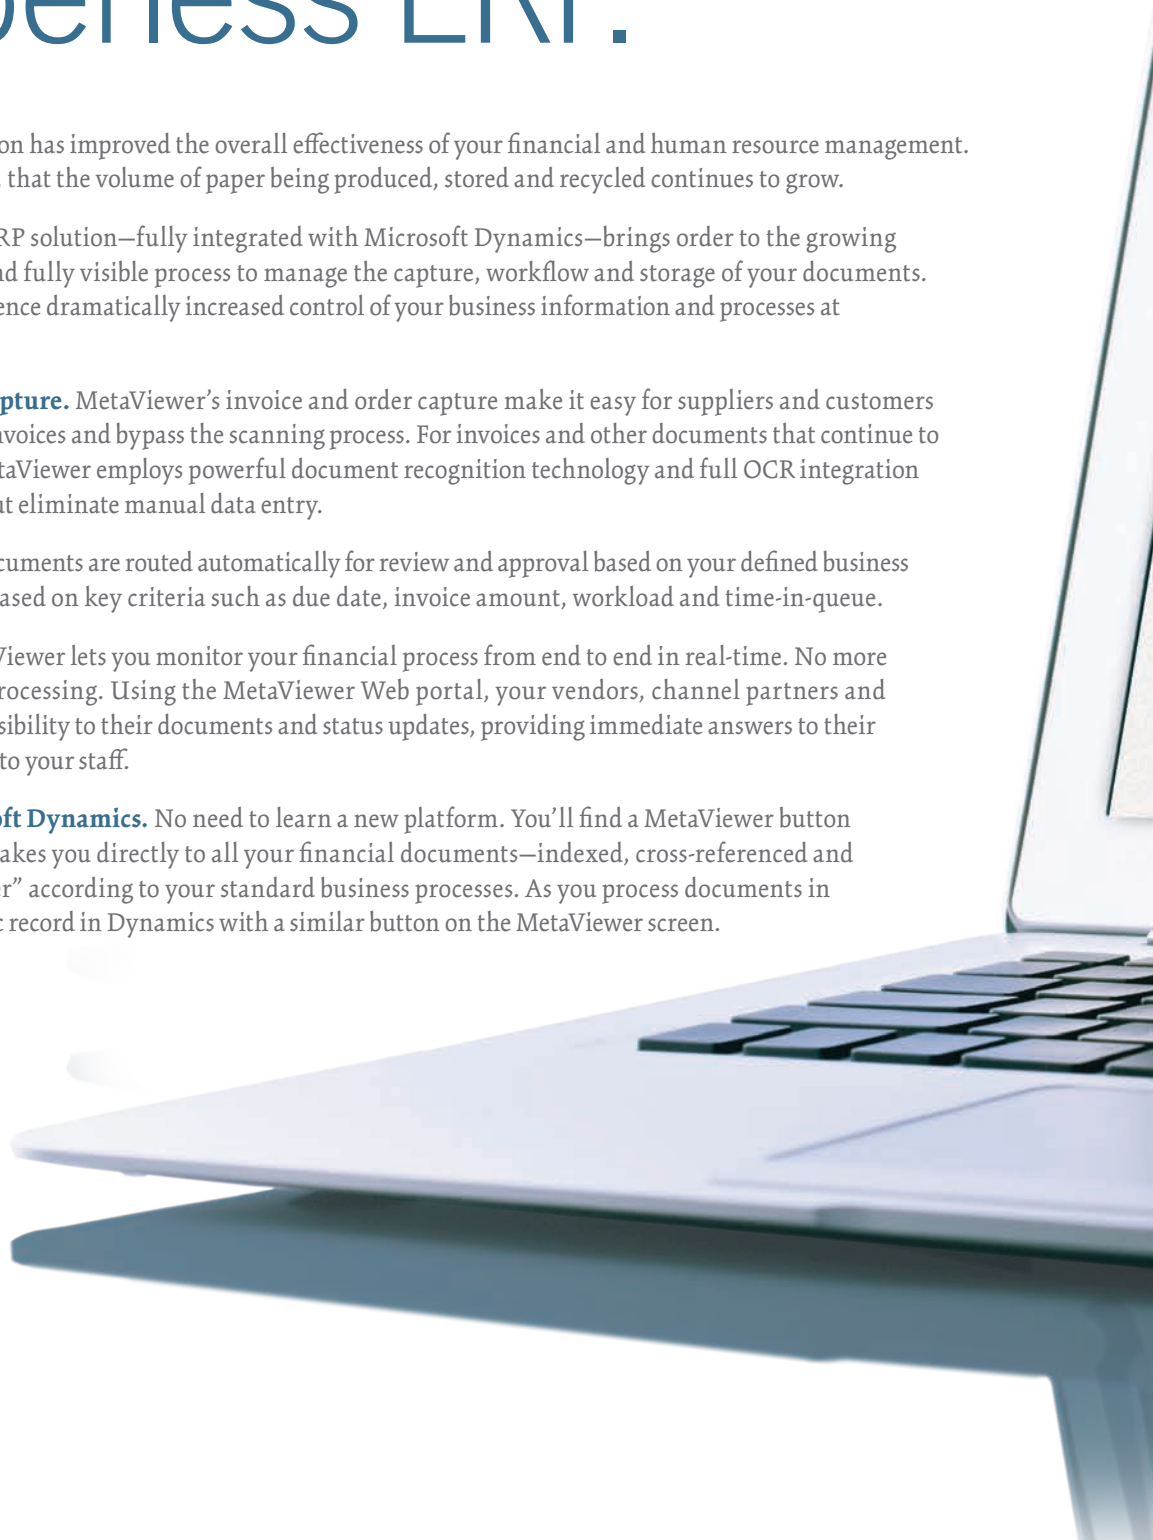 perless ERP.
on has improved the overall effectiveness of your financial and human resource management.
that the volume of paper being produced, stored and recycled continues to grow.
RP solution—fully integrated with Microsoft Dynamics—brings order to the growing
nd fully visible process to manage the capture, workflow and storage of your documents.
ence dramatically increased control of your business information and processes at
pture. MetaViewer’s invoice and order capture make it easy for suppliers and customers
nvoices and bypass the scanning process. For invoices and other documents that continue to
taViewer employs powerful document recognition technology and full OCR integration
ut eliminate manual data entry.
cuments are routed automatically for review and approval based on your defined business
ased on key criteria such as due date, invoice amount, workload and time-in-queue.
Viewer lets you monitor your financial process from end to end in real-time. No more
rocessing. Using the MetaViewer Web portal, your vendors, channel partners and
sibility to their documents and status updates, providing immediate answers to their
to your staff.
oft Dynamics. No need to learn a new platform. You’ll find a MetaViewer button
akes you directly to all your financial documents—indexed, cross-referenced and
er” according to your standard business processes. As you process documents in
c record in Dynamics with a similar button on the MetaViewer screen.